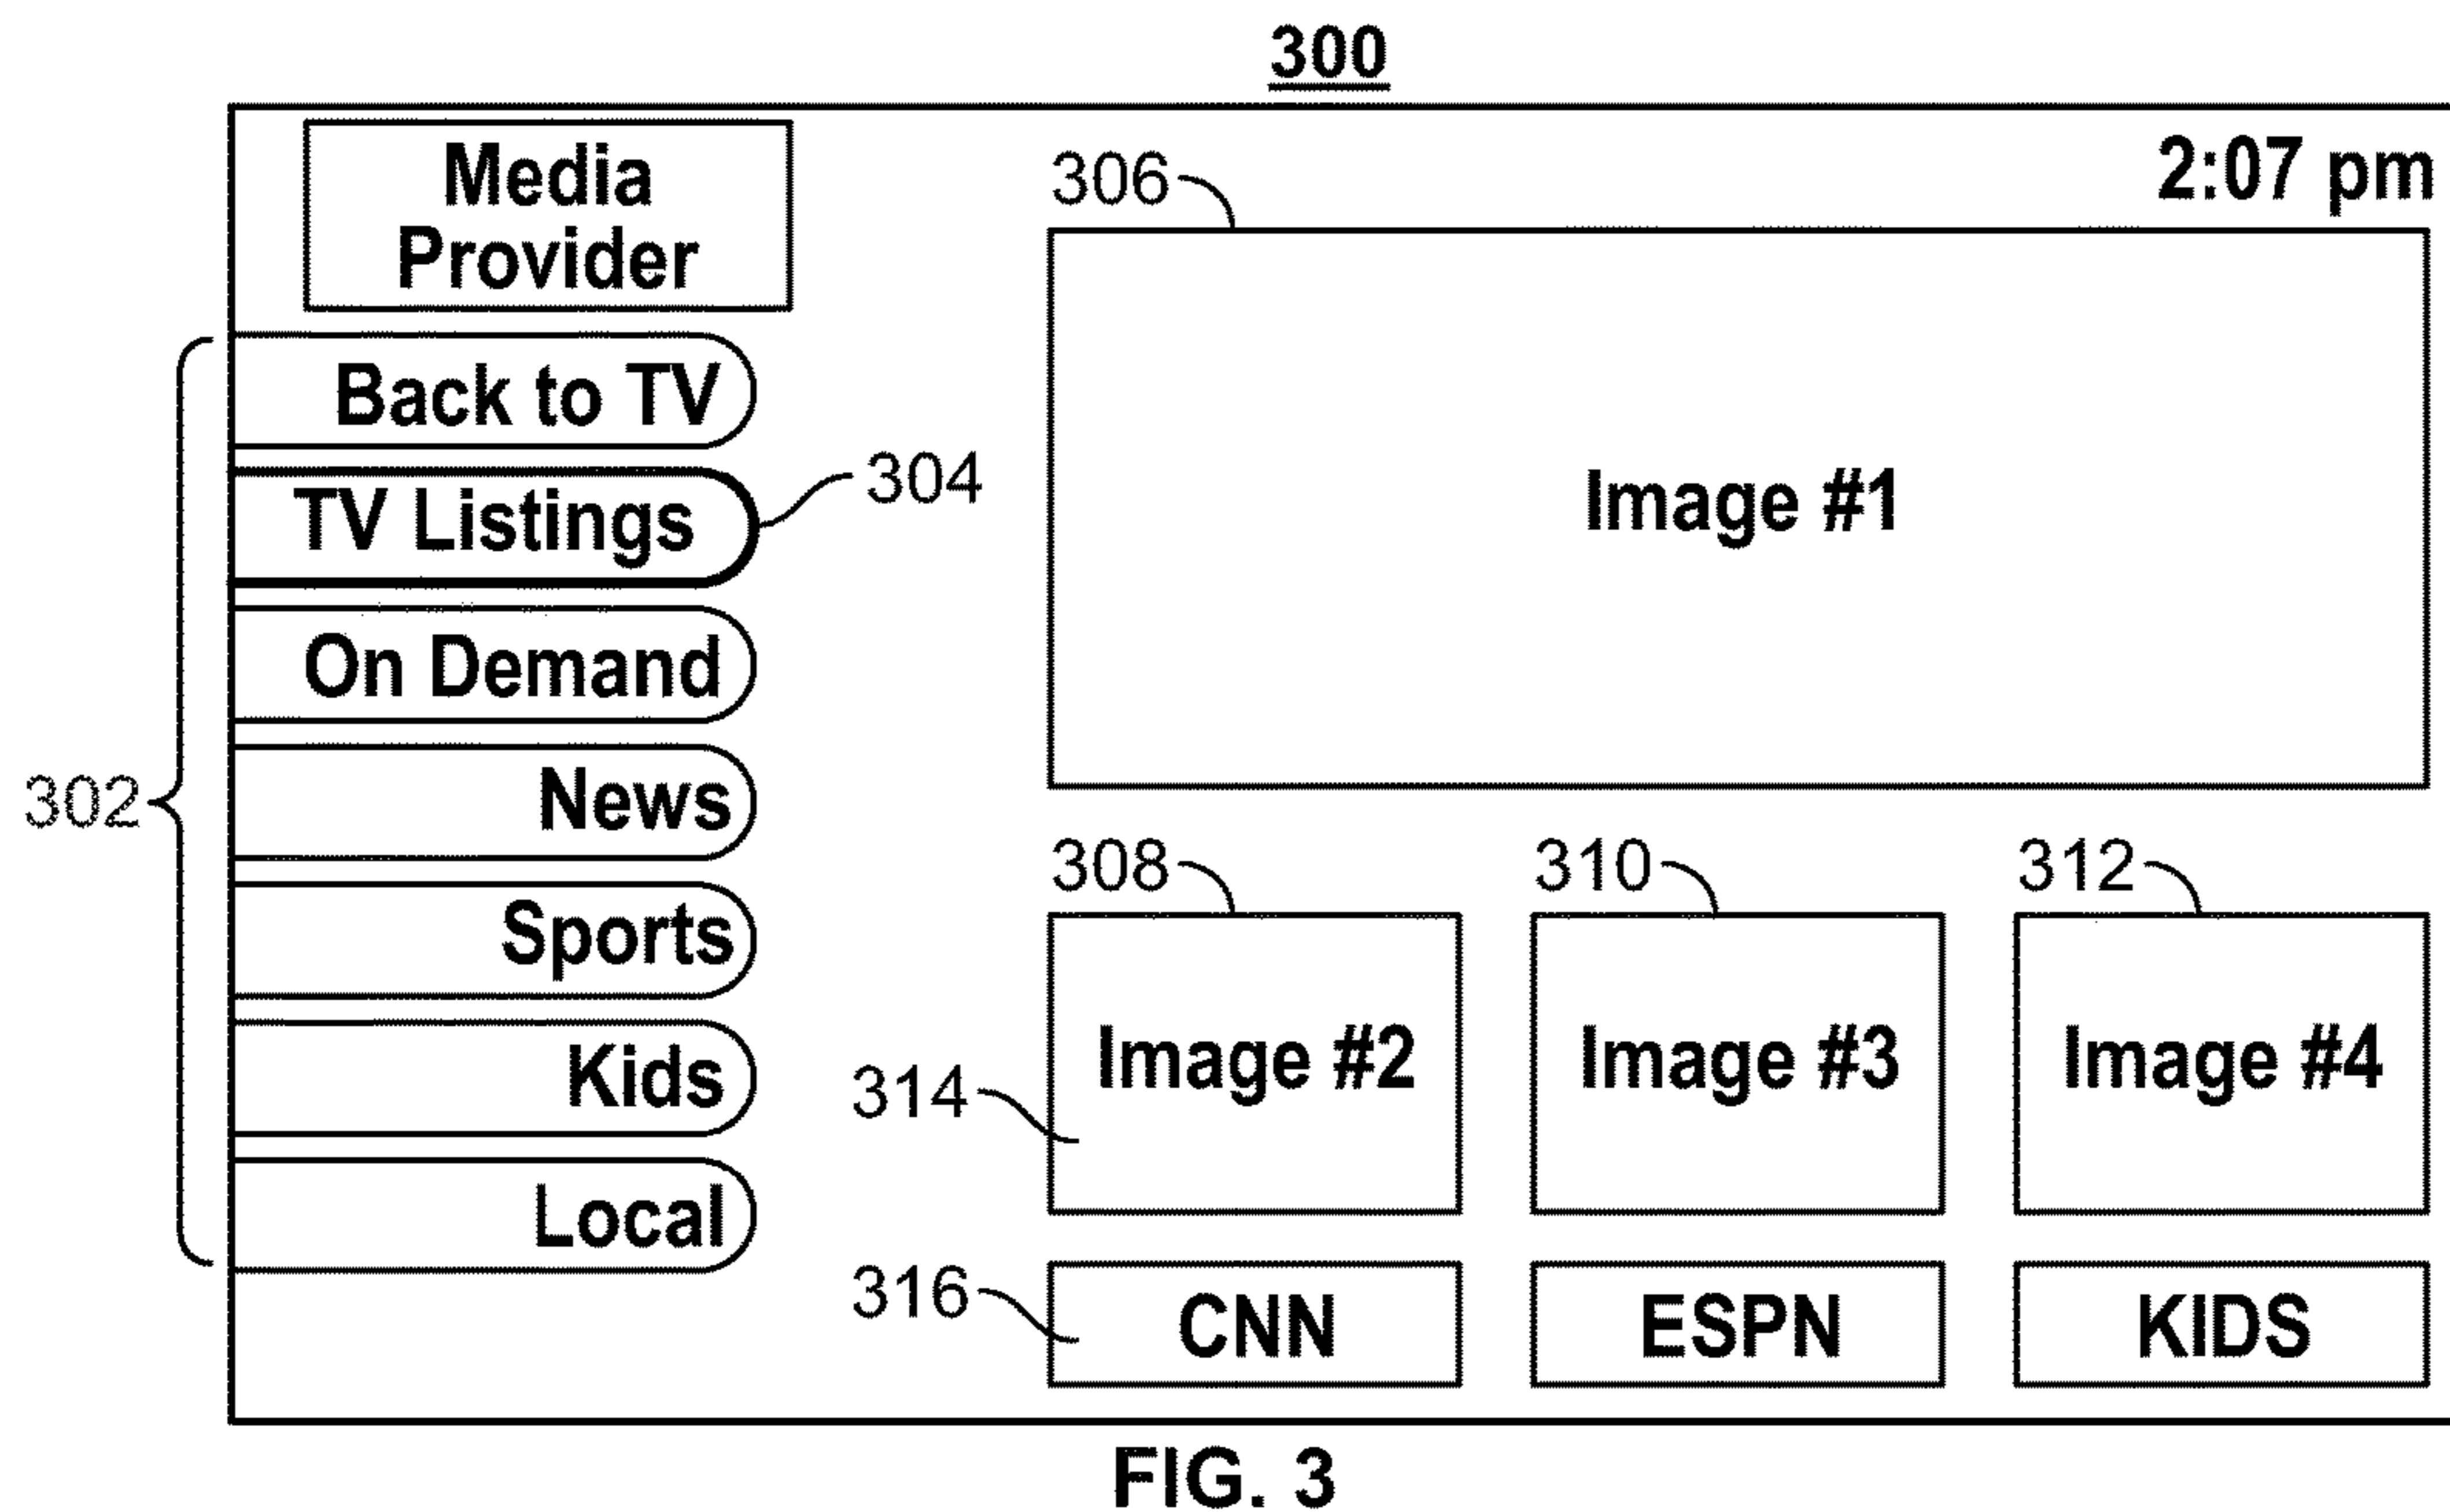 300
Media
Provider
2:07 pm
306
Back to TV
TV Listings
304
Image #1
On Demand
News
302
Sports
308
310
312
Kids
Image #2
Image #3
Image #4
314
Local
316
CNN
ESPN
KIDS
FIG. 3